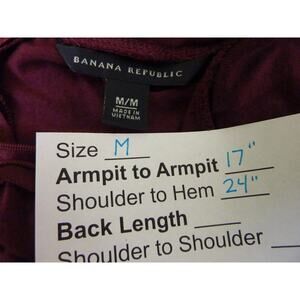 BANANA REPUBLIC
M/M
MADE IN
VIETNAM
Size M
Armpit to Armpit 17"
Shoulder to Hem 24"
Back Length
Shoulder to Shoulder